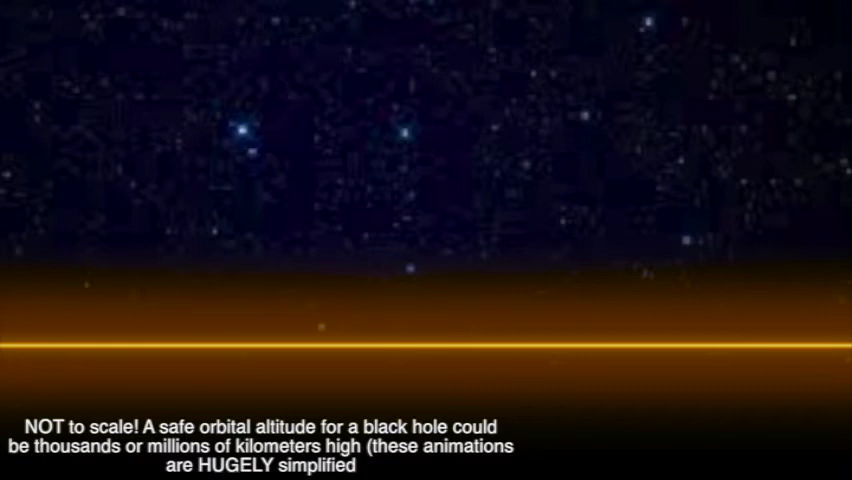 NOT to scale! A safe orbital altitude for a black hole could
be thousands or millions of kilometers high (these animations
are HUGELY simplified